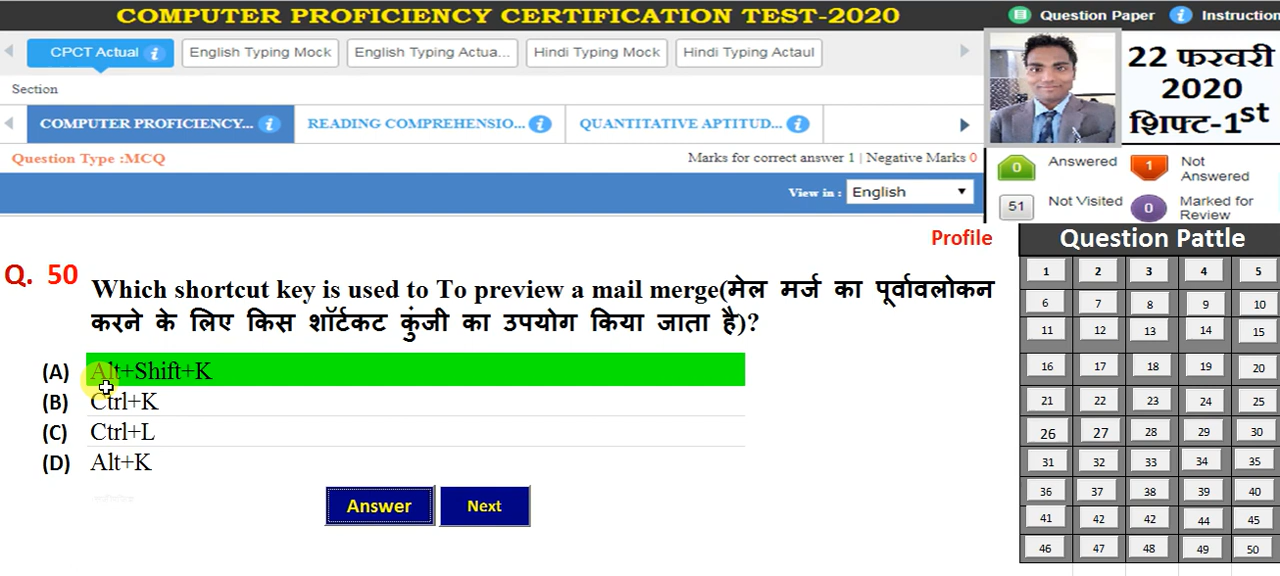 COMPUTER PROFICIENCY CERTIFICATION TEST-2020
Question Paper
Instruction
CPCT Actual
English Typing Mock
English Typing Actua...
Hindi Typing Mock
Hindi Typing Actaul
22 फरवरी
2020
शिफ्ट-1st
Section
COMPUTER PROFICIENCY...
READING COMPREHENSIO...
QUANTITATIVE APTITUD...
Question Type :MCQ
Marks for correct answer 1 | Negative Marks 0
View in : English
0 Answered
1 Not Answered
51 Not Visited
0 Marked for Review
Profile
Question Pattle
Q. 50
Which shortcut key is used to To preview a mail merge(मेल मर्ज का पूर्वावलोकन
करने के लिए किस शॉर्टकट कुंजी का उपयोग किया जाता है)?
(A) Alt+Shift+K
(B) Ctrl+K
(C) Ctrl+L
(D) Alt+K
Answer
Next
1 2 3 4 5
6 7 8 9 10
11 12 13 14 15
16 17 18 19 20
21 22 23 24 25
26 27 28 29 30
31 32 33 34 35
36 37 38 39 40
41 42 42 44 45
46 47 48 49 50